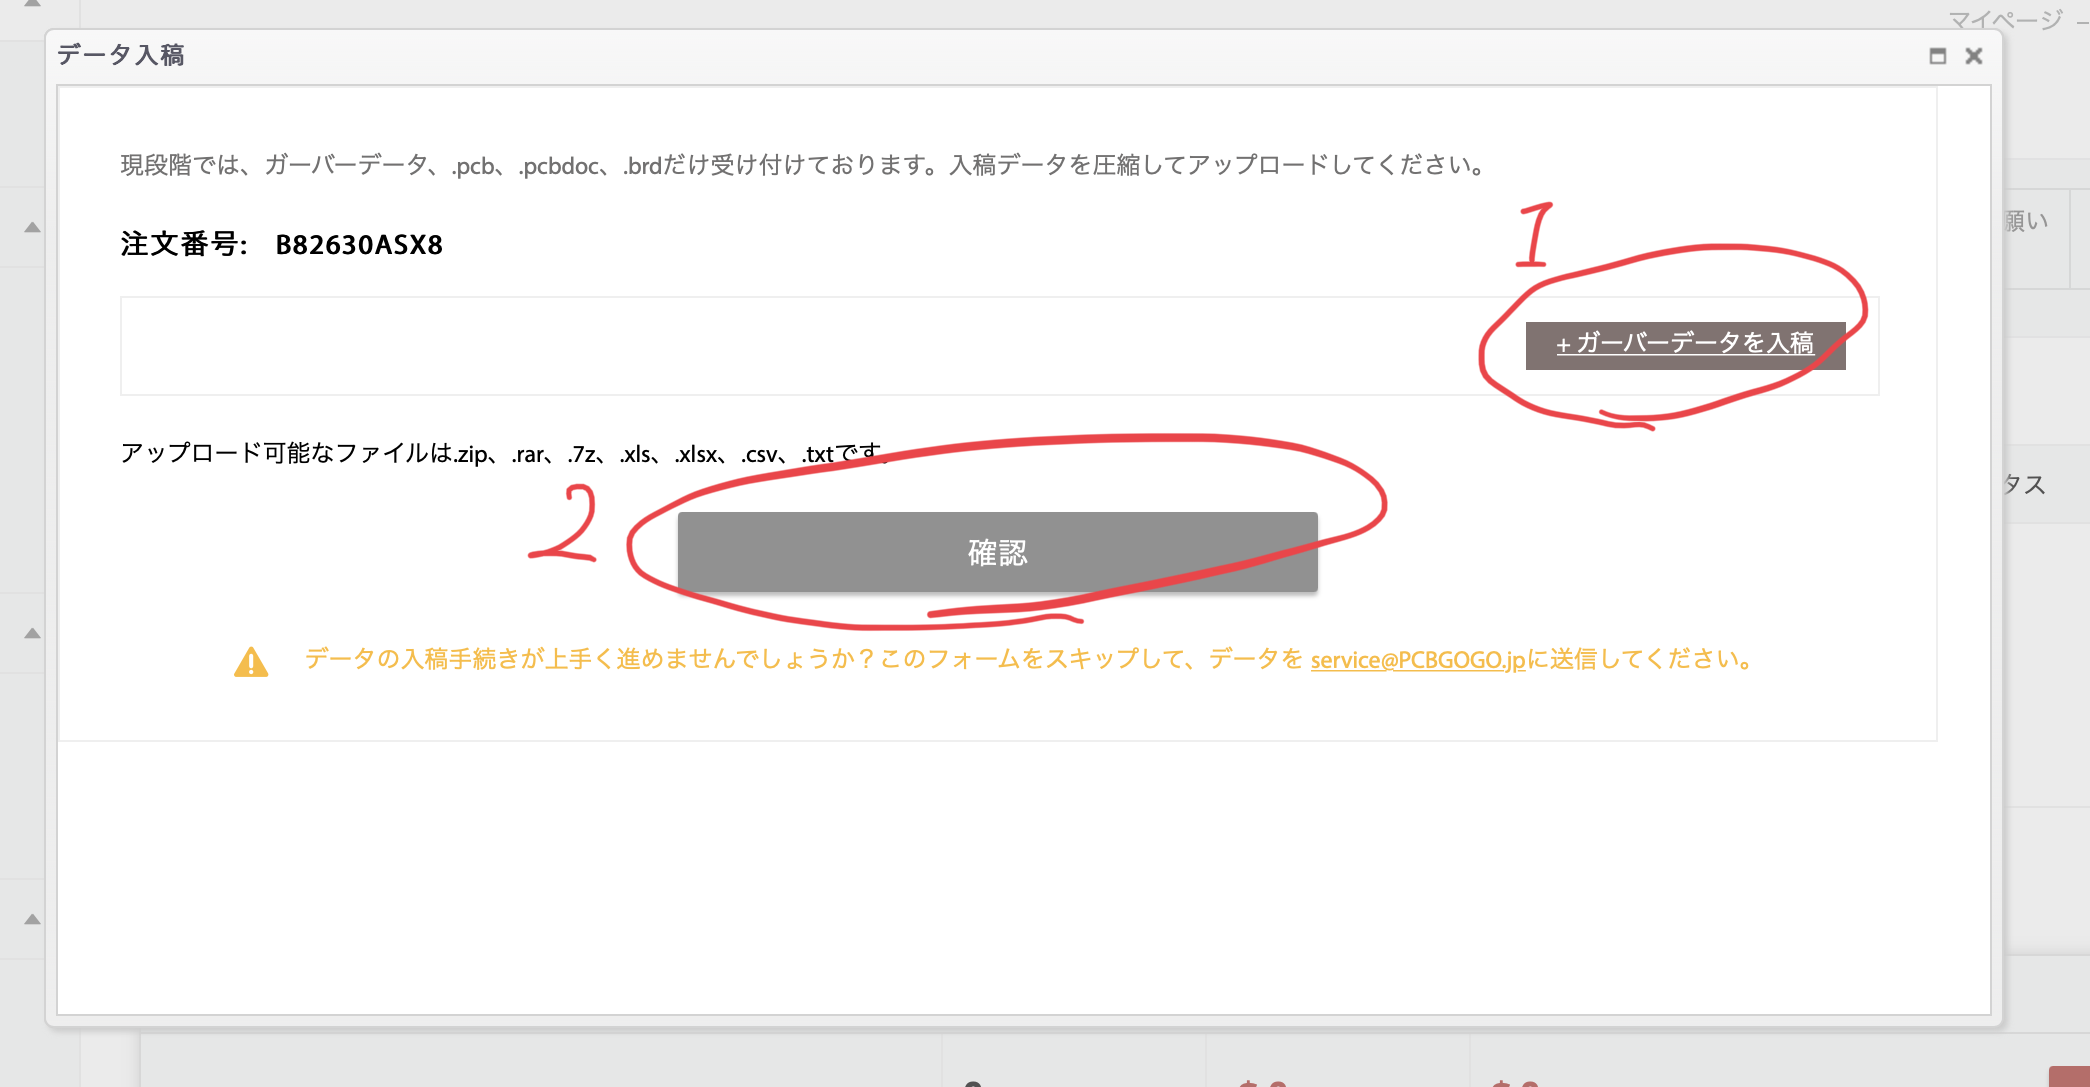 マイページ
データ入稿
現段階では、ガーバーデータ、.pcb、.pcbdoc、.brdだけ受け付けております。入稿データを圧縮してアップロードしてください。
願い
注文番号: B82630ASX8
1
+ ガーバーデータを入稿
アップロード可能なファイルは.zip、.rar、.7z、.xls、.xlsx、.csv、.txtです。
タス
2
確認
データの入稿手続きが上手く進めませんでしょうか？このフォームをスキップして、データを service@PCBGOGO.jpに送信してください。